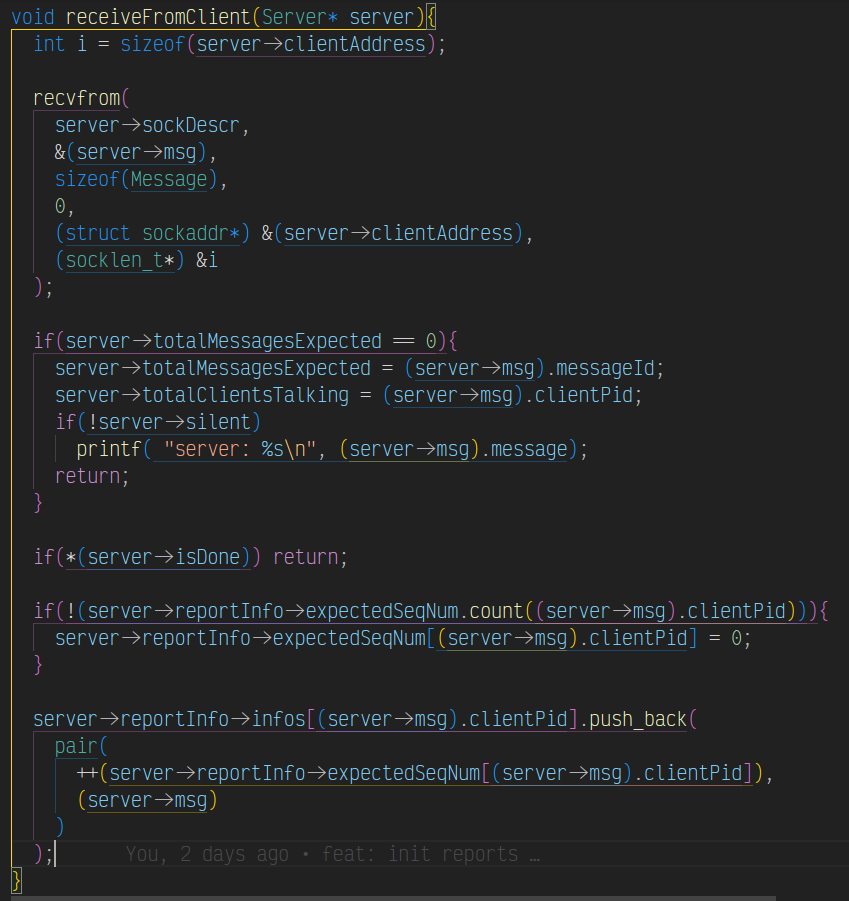 void receiveFromClient(Server* server){
  int i = sizeof(server->clientAddress);

  recvfrom(
    server->sockDescr,
    &(server->msg),
    sizeof(Message),
    0,
    (struct sockaddr*) &(server->clientAddress),
    (socklen_t*) &i
  );

  if(server->totalMessagesExpected == 0){
    server->totalMessagesExpected = (server->msg).messageId;
    server->totalClientsTalking = (server->msg).clientPid;
    if(!server->silent)
      printf( "server: %s\n", (server->msg).message);
    return;
  }

  if(*(server->isDone)) return;

  if(!(server->reportInfo->expectedSeqNum.count((server->msg).clientPid))){
    server->reportInfo->expectedSeqNum[(server->msg).clientPid] = 0;
  }

  server->reportInfo->infos[(server->msg).clientPid].push_back(
    pair(
      ++(server->reportInfo->expectedSeqNum[(server->msg).clientPid]),
      (server->msg)
    )
  );      You, 2 days ago • feat: init reports …
}